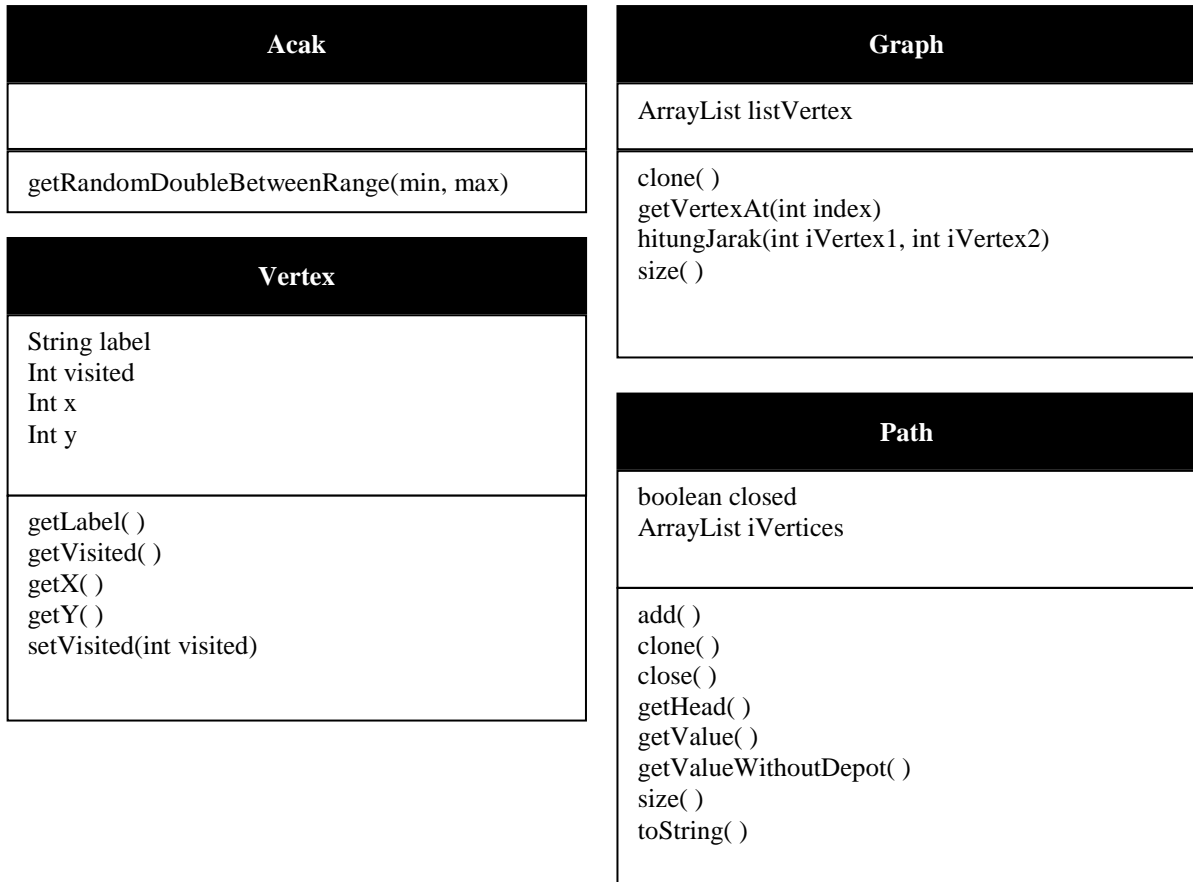 Acak
getRandomDoubleBetweenRange(min, max)
Vertex
String label
Int visited
Int x
Int y
getLabel( )
getVisited( )
getX( )
getY( )
setVisited(int visited)
Graph
ArrayList listVertex
clone( )
getVertexAt(int index)
hitungJarak(int iVertex1, int iVertex2)
size( )
Path
boolean closed
ArrayList iVertices
add( )
clone( )
close( )
getHead( )
getValue( )
getValueWithoutDepot( )
size( )
toString( )